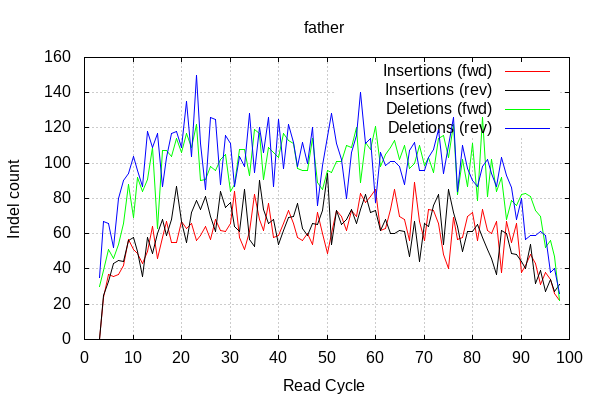 father
160
140
120
100
80
60
40
20
0
Indel count
Insertions (fwd)
Insertions (rev)
Deletions (fwd)
Deletions (rev)
0 10 20 30 40 50 60 70 80 90 100
Read Cycle